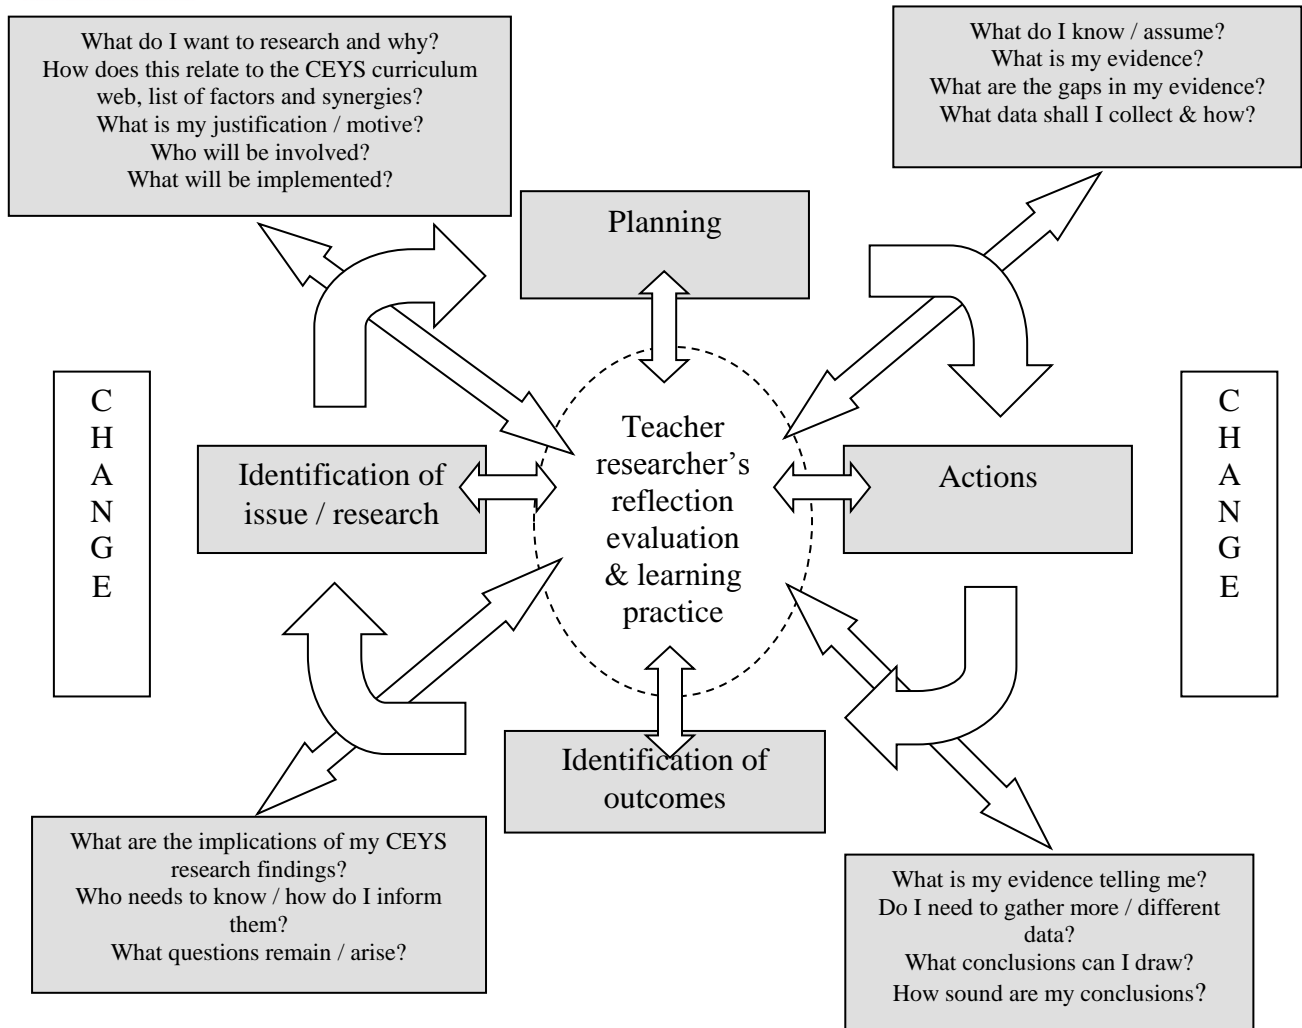 What do I want to research and why?
How does this relate to the CEYS curriculum
web, list of factors and synergies?
What is my justification / motive?
Who will be involved?
What will be implemented?
What do I know / assume?
What is my evidence?
What are the gaps in my evidence?
What data shall I collect & how?
Planning
C
H
A
N
G
E
Identification of
issue / research
Teacher
researcher’s
reflection
evaluation
& learning
practice
Actions
C
H
A
N
G
E
Identification of
outcomes
What are the implications of my CEYS
research findings?
Who needs to know / how do I inform
them?
What questions remain / arise?
What is my evidence telling me?
Do I need to gather more / different
data?
What conclusions can I draw?
How sound are my conclusions?